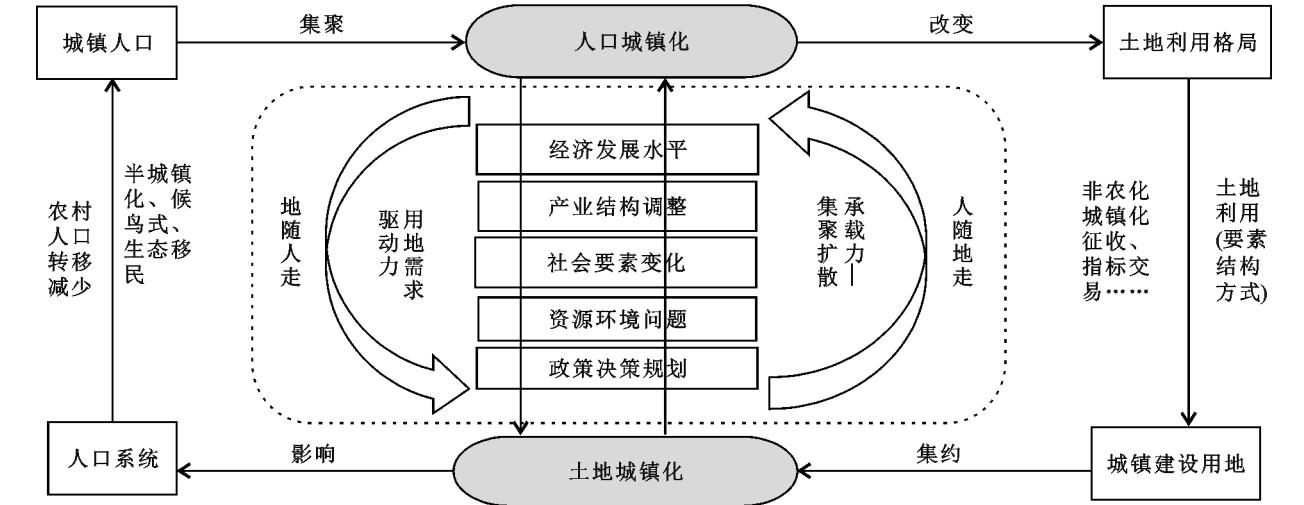 城镇人口
集聚
人口城镇化
改变
土地利用格局
农村
人口
转移
减少
半城镇
化、候
鸟式、
生态移
民
地随人走
驱动力
用地需求
经济发展水平
产业结构调整
社会要素变化
资源环境问题
政策决策规划
集聚扩散
承载力—
人随地走
非农化
城镇化
征收、
指标交
易……
土地
利用
(要素
结构
方式)
人口系统
影响
土地城镇化
集约
城镇建设用地